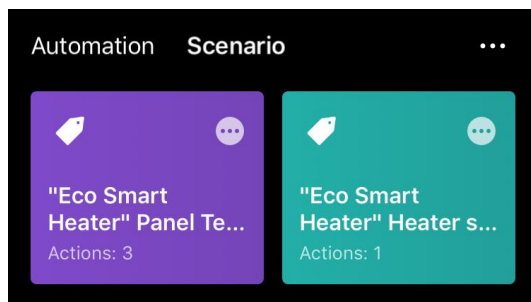 Automation Scenario
"Eco Smart
Heater" Panel Te...
Actions: 3
"Eco Smart
Heater" Heater s...
Actions: 1